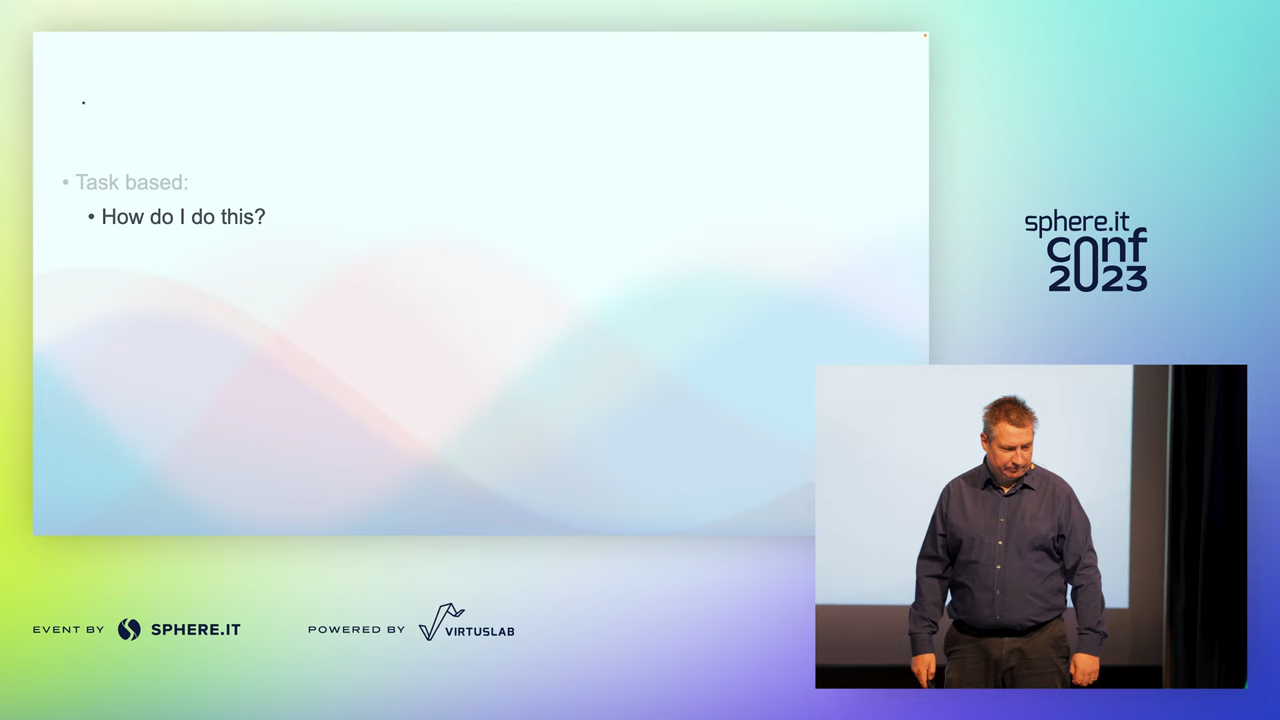 • Task based:
• How do I do this?
sphere.it
conf
2023
EVENT BY SPHERE.IT
POWERED BY VIRTUSLAB